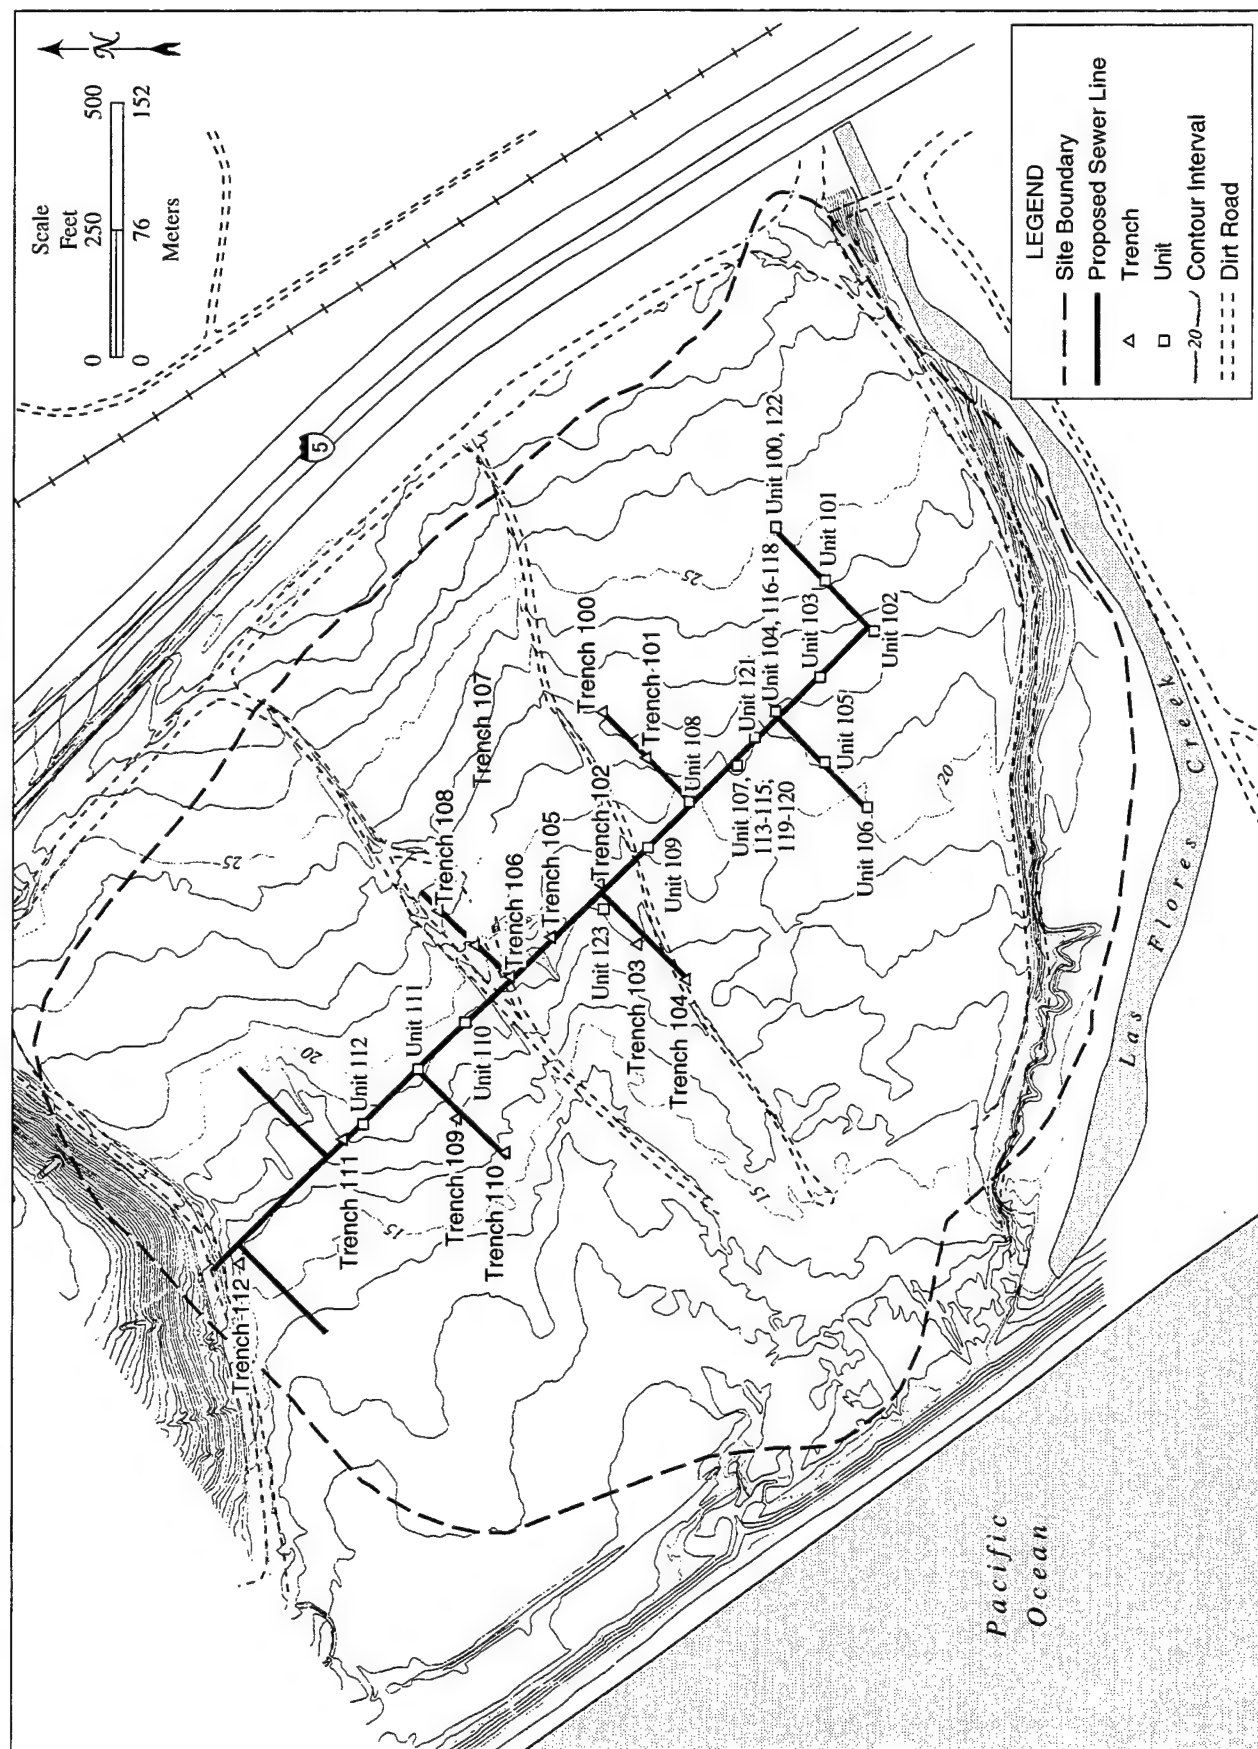 N
Scale
Feet
0 250 500
0 76 152
Meters
5
LEGEND
Site Boundary
Proposed Sewer Line
Trench
Unit
20 Contour Interval
Dirt Road
Trench 112
Trench 111
Unit 112
Unit 111
Unit 110
Trench 109
Trench 110
Trench 108
Trench 107
Trench 106
Trench 105
Trench 102
Unit 123
Trench 103
Trench 104
Trench 100
Trench 101
Unit 109
Unit 108
Unit 107,
113-115,
119-120
Unit 121
Unit 104, 116-118
Unit 103
Unit 105
Unit 106
Unit 100, 122
Unit 101
Unit 102
25
20
15
25
20
15
Las Flores Creek
Pacific
Ocean